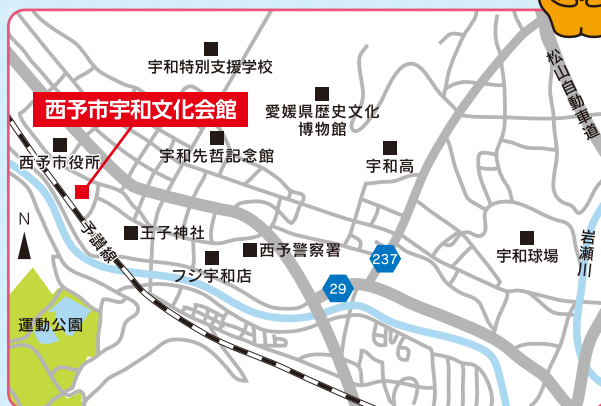 宇和特別支援学校
松山自動車道
西予市宇和文化会館
愛媛県歴史文化
博物館
西予市役所
宇和先哲記念館
宇和高
N
予讃線
王子神社
西予警察署
フジ宇和店
237
29
宇和球場
岩瀬川
運動公園